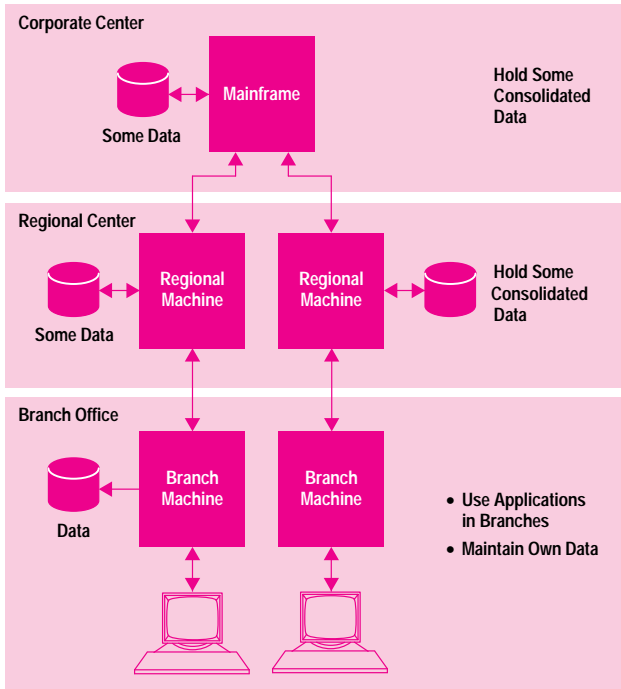 Corporate Center
Mainframe
Some Data
Hold Some
Consolidated
Data
Regional Center
Regional
Machine
Regional
Machine
Some Data
Hold Some
Consolidated
Data
Branch Office
Branch
Machine
Branch
Machine
Data
• Use Applications
in Branches
• Maintain Own Data